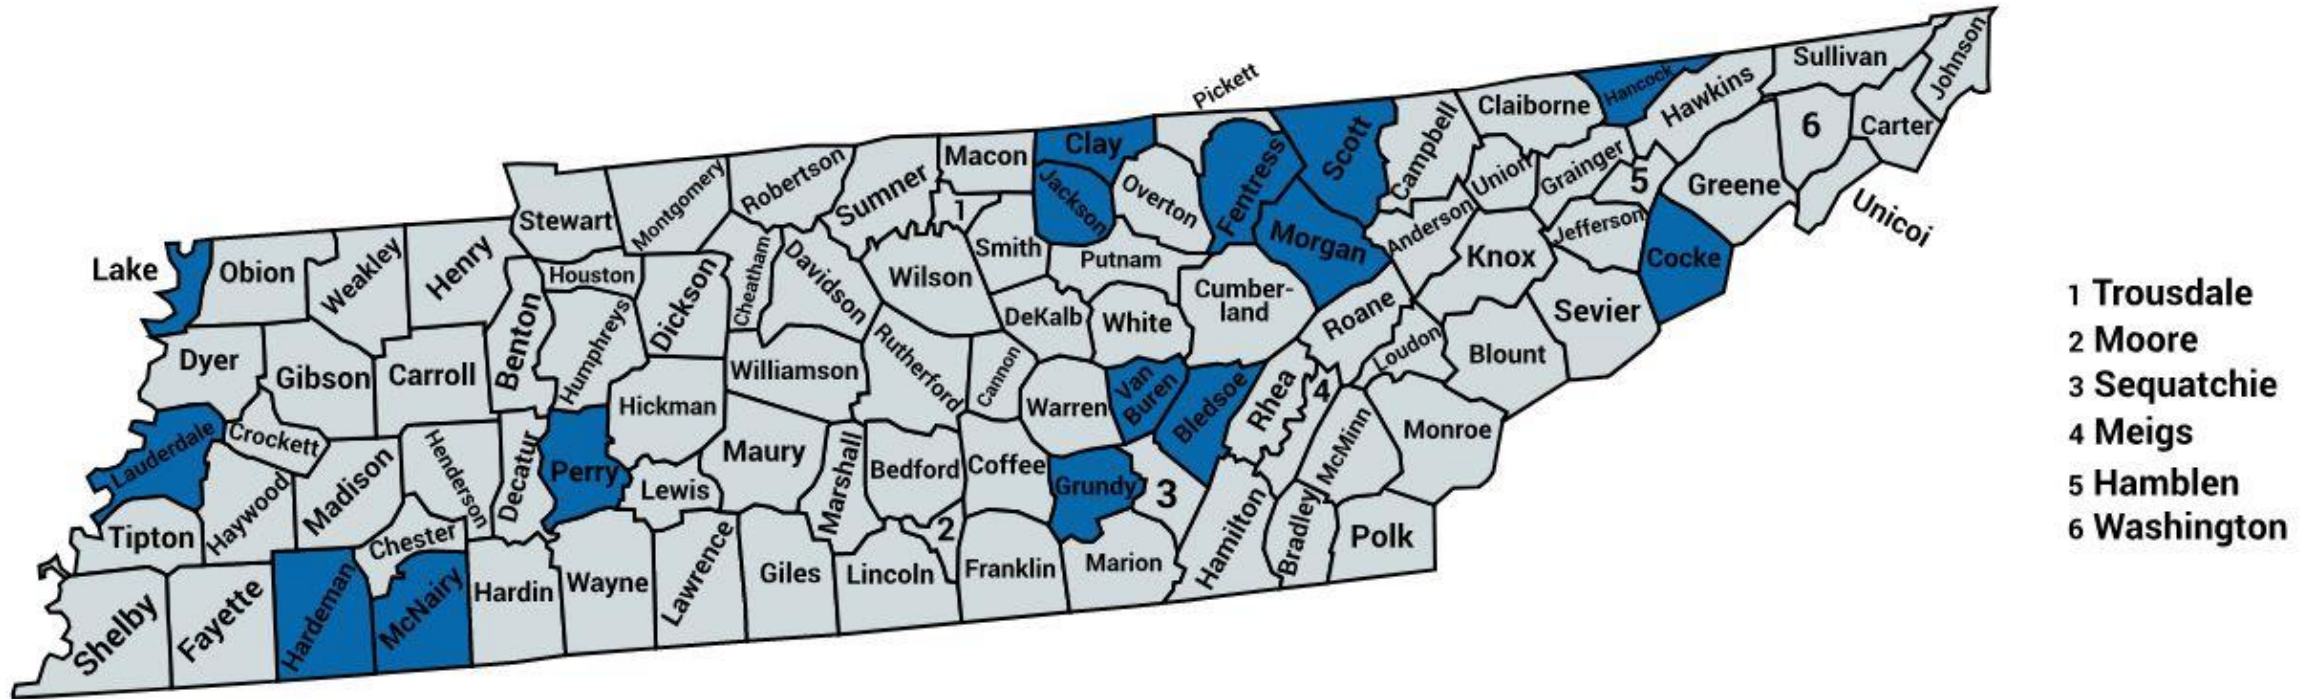 Pickett
Hancock
Sullivan
Johnson
Claiborne
Hawkins
Campbell
6
Carter
Clay
Scott
Macon
Fentress
Union
Grainger
5
Greene
Unicoi
Robertson
Sumner
Jackson
Overton
Montgomery
Stewart
1
Anderson
Jefferson
Morgan
Knox
Cocke
Lake
Obion
Weakley
Henry
Houston
Dickson
Cheatham
Davidson
Wilson
Smith
Putnam
Cumber-
land
Roane
Sevier
DeKalb
White
Benton
Humphreys
Loudon
Blount
Dyer
Gibson
Carroll
Williamson
Rutherford
Cannon
Hickman
Warren
Van
Buren
Bledsoe
Rhea
4
McMinn
Monroe
Lauderdale
Crockett
Henderson
Decatur
Perry
Lewis
Maury
Marshall
Bedford
Coffee
Grundy
3
Haywood
Madison
Tipton
Chester
2
Hamilton
Bradley
Polk
Shelby
Fayette
Hardeman
McNairy
Hardin
Wayne
Lawrence
Giles
Lincoln
Franklin
Marion
1 Trousdale
2 Moore
3 Sequatchie
4 Meigs
5 Hamblen
6 Washington